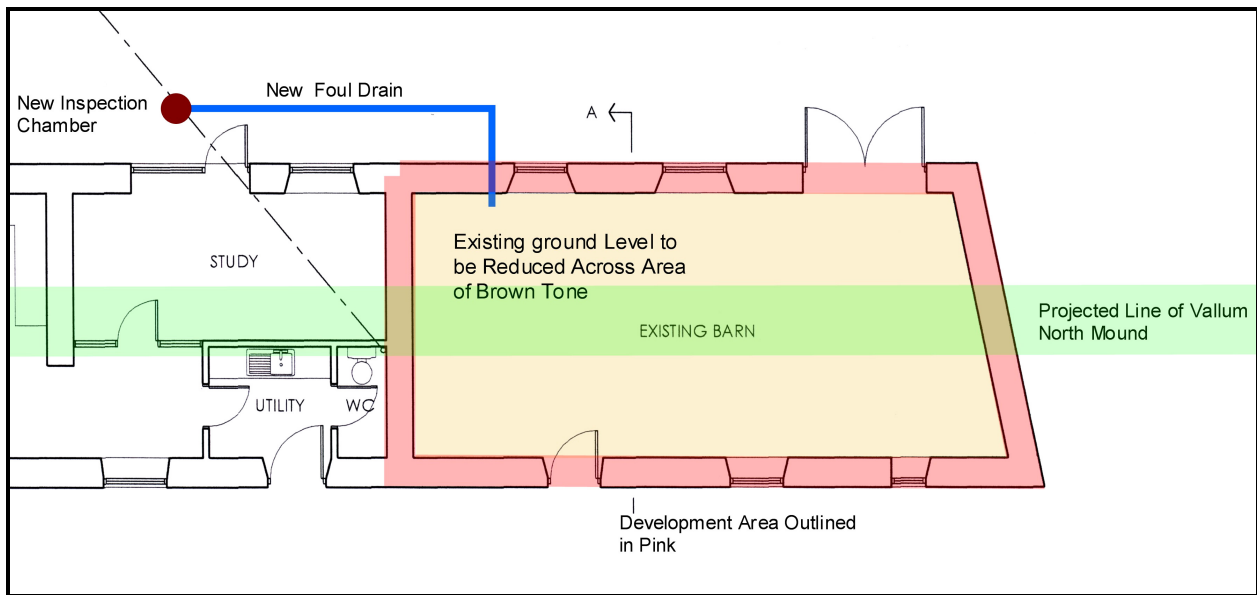 New Foul Drain
New Inspection
Chamber
A
Existing ground Level to
be Reduced Across Area
of Brown Tone
STUDY
EXISTING BARN
Projected Line of Vallum
North Mound
UTILITY
WC
Development Area Outlined
in Pink